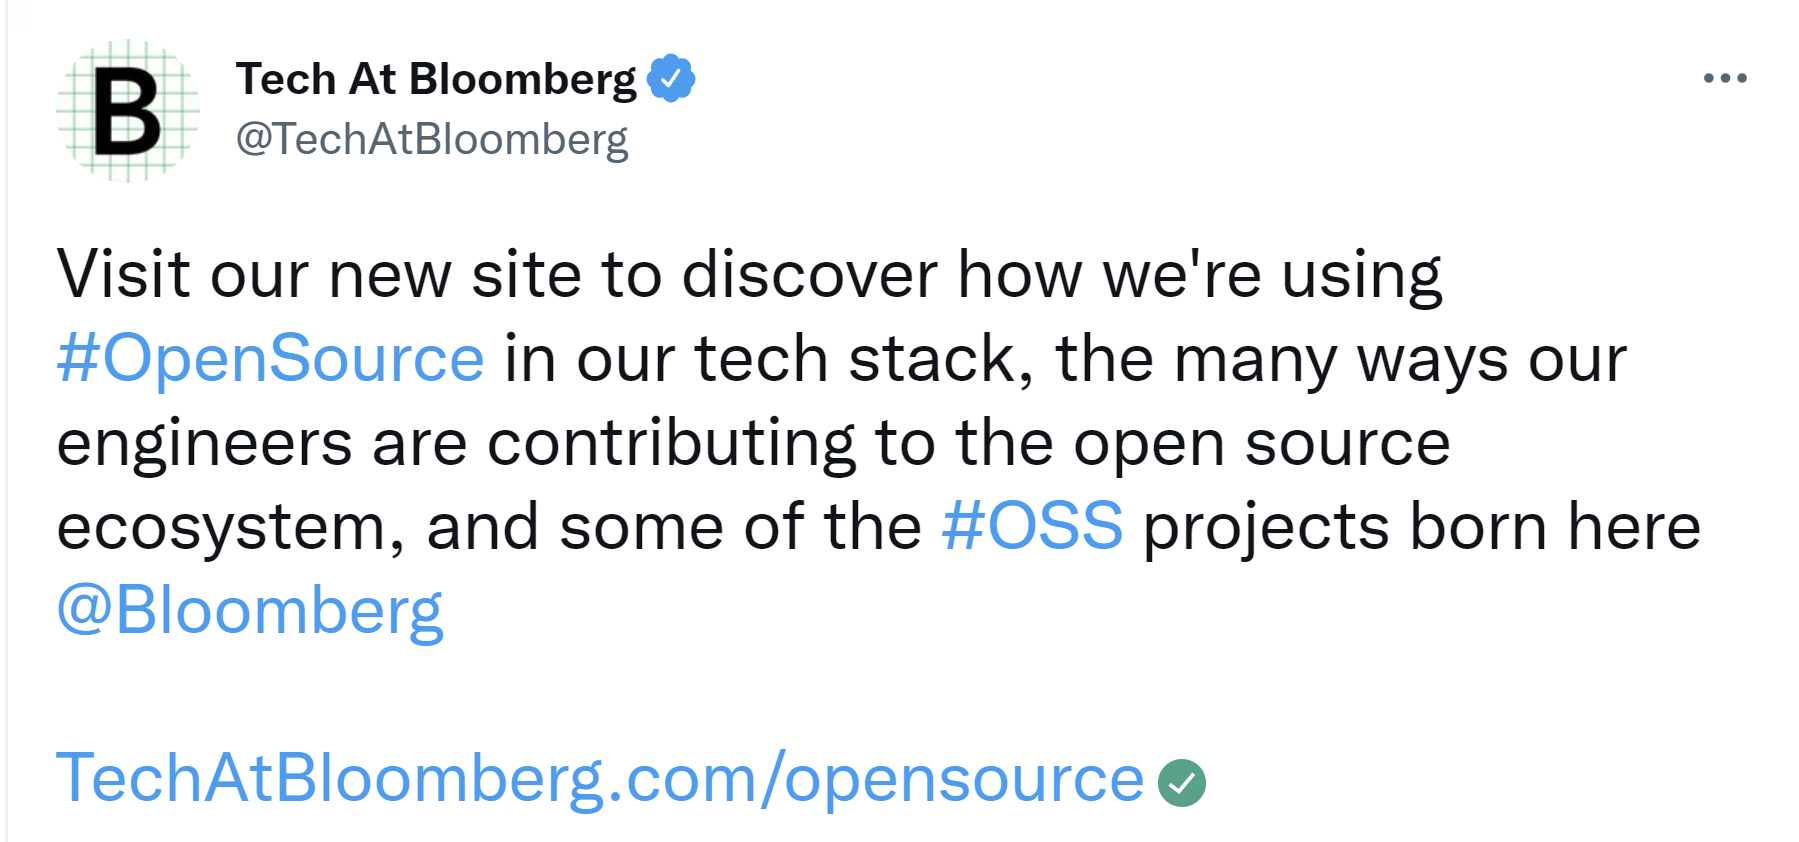 B
Tech At Bloomberg
@TechAtBloomberg
Visit our new site to discover how we're using
#OpenSource in our tech stack, the many ways our
engineers are contributing to the open source
ecosystem, and some of the #OSS projects born here
@Bloomberg
TechAtBloomberg.com/opensource